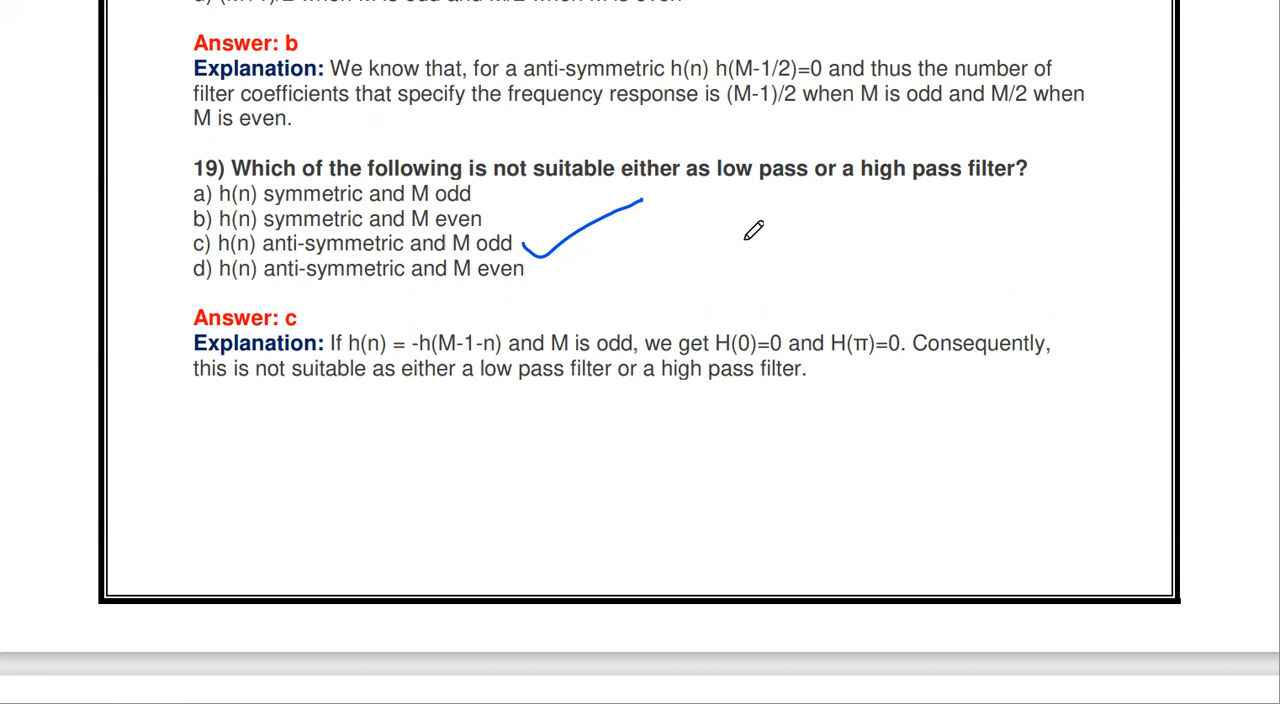 Answer: b
Explanation: We know that, for a anti-symmetric h(n) h(M-1/2)=0 and thus the number of
filter coefficients that specify the frequency response is (M-1)/2 when M is odd and M/2 when
M is even.
19) Which of the following is not suitable either as low pass or a high pass filter?
a) h(n) symmetric and M odd
b) h(n) symmetric and M even
c) h(n) anti-symmetric and M odd
d) h(n) anti-symmetric and M even
Answer: c
Explanation: If h(n) = -h(M-1-n) and M is odd, we get H(0)=0 and H(π)=0. Consequently,
this is not suitable as either a low pass filter or a high pass filter.